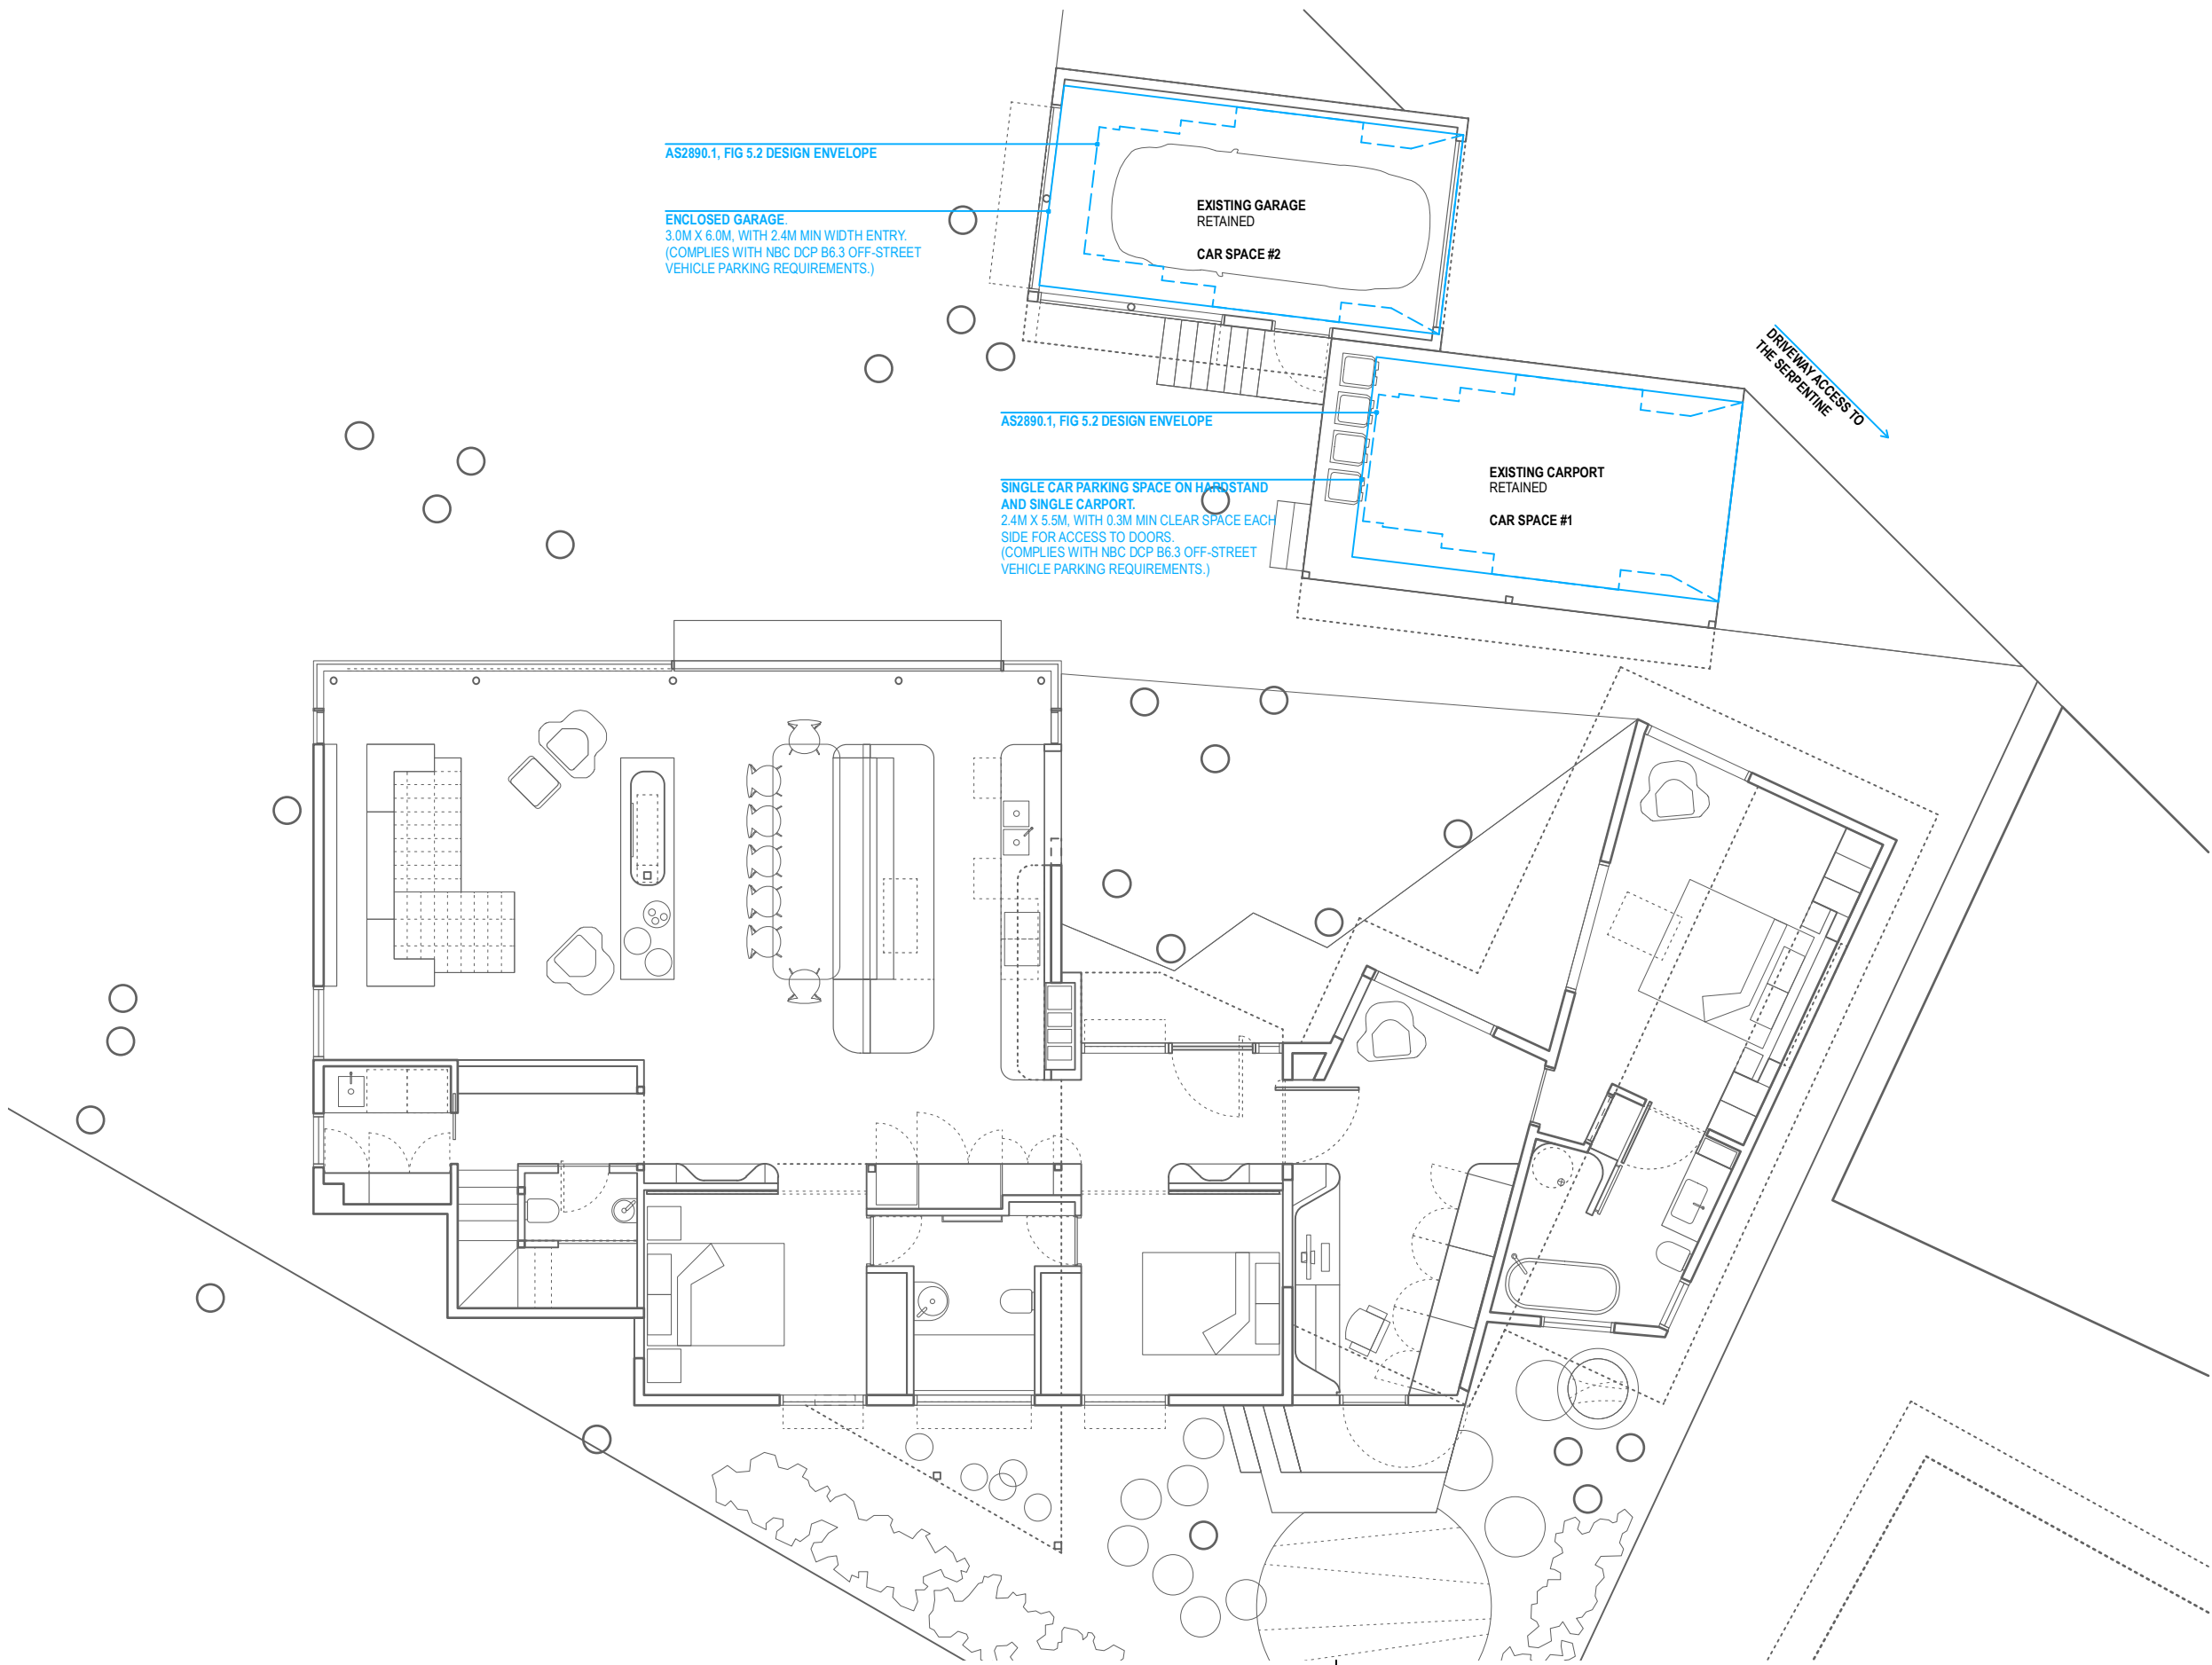 AS2890.1, FIG 5.2 DESIGN ENVELOPE
ENCLOSED GARAGE.
3.0M X 6.0M, WITH 2.4M MIN WIDTH ENTRY.
(COMPLIES WITH NBC DCP B6.3 OFF-STREET
VEHICLE PARKING REQUIREMENTS.)
EXISTING GARAGE
RETAINED
CAR SPACE #2
DRIVEWAY ACCESS TO
THE SERPENTINE
AS2890.1, FIG 5.2 DESIGN ENVELOPE
SINGLE CAR PARKING SPACE ON HARDSTAND
AND SINGLE CARPORT.
2.4M X 5.5M, WITH 0.3M MIN CLEAR SPACE EACH
SIDE FOR ACCESS TO DOORS.
(COMPLIES WITH NBC DCP B6.3 OFF-STREET
VEHICLE PARKING REQUIREMENTS.)
EXISTING CARPORT
RETAINED
CAR SPACE #1